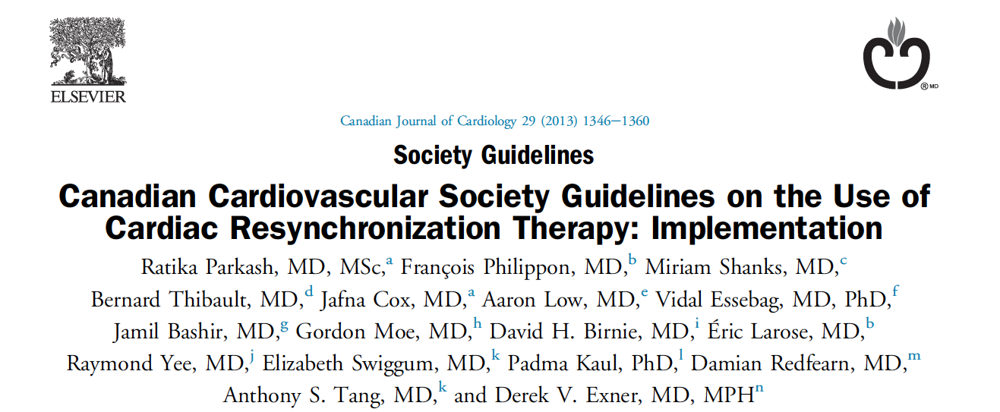 ELSEVIER
® MD
Canadian Journal of Cardiology 29 (2013) 1346–1360
Society Guidelines
Canadian Cardiovascular Society Guidelines on the Use of
Cardiac Resynchronization Therapy: Implementation
Ratika Parkash, MD, MSc,a François Philippon, MD,b Miriam Shanks, MD,c
Bernard Thibault, MD,d Jafna Cox, MD,a Aaron Low, MD,e Vidal Essebag, MD, PhD,f
Jamil Bashir, MD,g Gordon Moe, MD,h David H. Birnie, MD,i Éric Larose, MD,b
Raymond Yee, MD,j Elizabeth Swiggum, MD,k Padma Kaul, PhD,l Damian Redfearn, MD,m
Anthony S. Tang, MD,k and Derek V. Exner, MD, MPHn